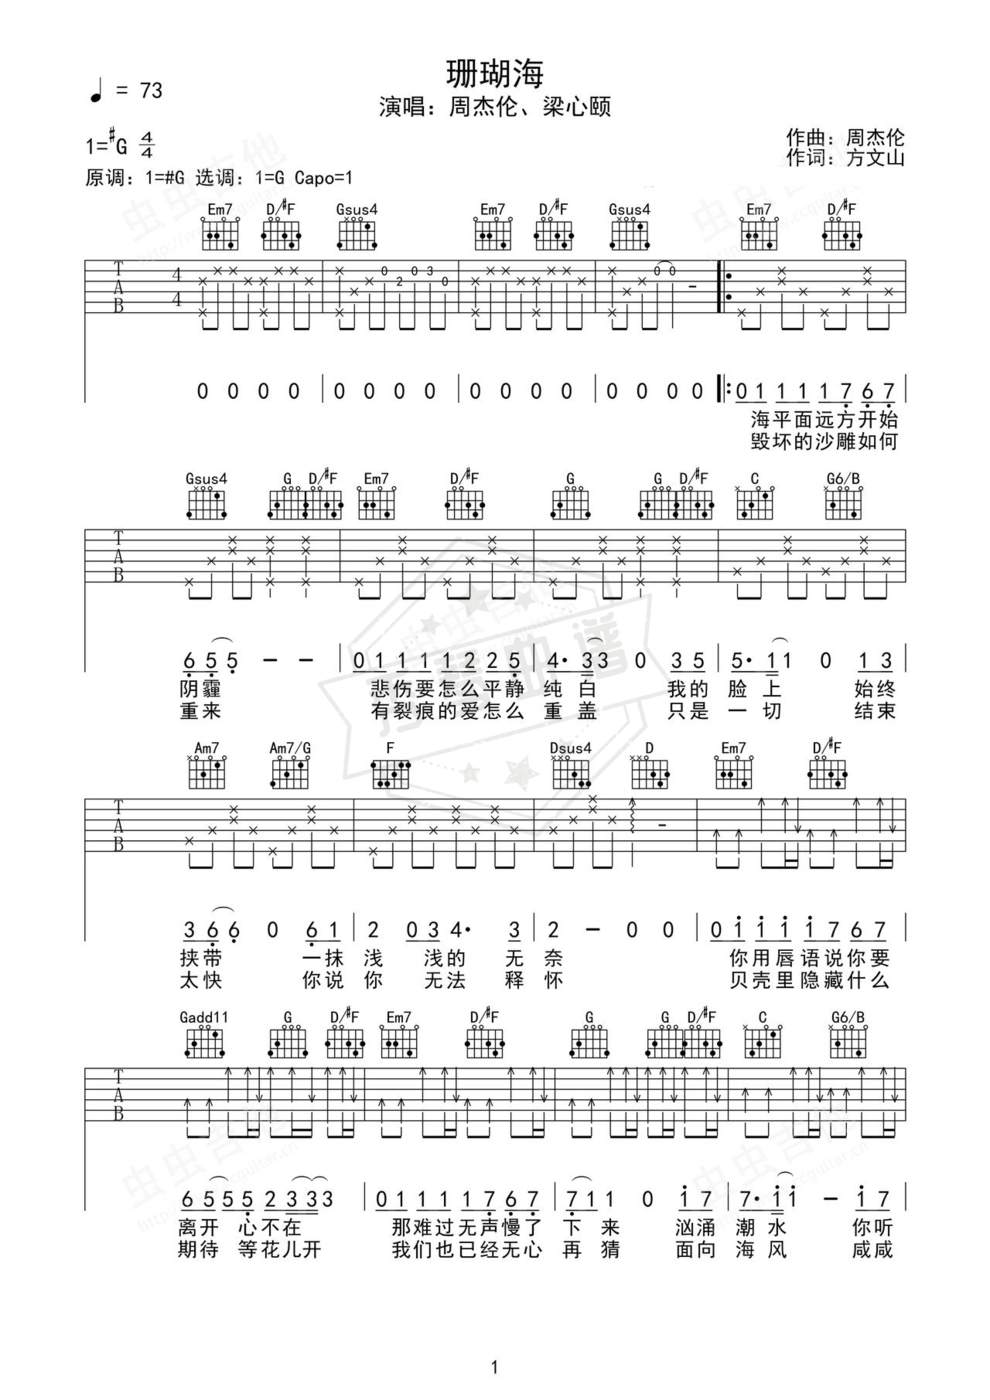 珊瑚海
♩= 73
演唱：周杰伦、梁心颐
1=#G 4/4
作曲：周杰伦
作词：方文山
原调：1=#G 选调：1=G Capo=1
Em7 D/#F Gsus4 Em7 D/#F Gsus4 Em7 D/#F
T A B 4 4 0 2 0 3 0 0 0 -
0 0 0 0 | 0 0 0 0 | 0 0 0 0 | 0 0 0 0 |: 0 1 1 1 1 7 6 7 |
海平面远方开始
毁坏的沙雕如何
Gsus4 G D/#F Em7 D/#F G G D/#F C G6/B
T A B
6 5 5 - - | 0 1 1 1 1 2 2 5 | 4· 3 3 0 3 5 | 5· 1 1 0 1 3 |
阴霾 悲伤要怎么平静 纯白 我的 脸上 始终
重来 有裂痕的爱怎么 重盖 只是 一切 结束
Am7 Am7/G F Dsus4 D Em7 D/#F
T A B -
3 6 6 0 6 1 | 2 0 3 4· 3 | 2 - 0 0 | 0 1 1 1 1 7 6 7 |
挟带 一抹 浅 浅的 无 奈 你用唇语说你要
太快 你说 你 无法 释 怀 贝壳里隐藏什么
Gadd11 G D/#F Em7 D/#F G G D/#F C G6/B
T A B
6 5 5 5 5 2 3 3 3 | 0 1 1 1 1 7 6 7 | 7 1 1 0 1 7 | 7· 1 1 - 1 7 |
离开 心不在 那难过无声慢了 下 来 汹涌 潮 水 你听
期待 等花儿开 我们也已经无心 再 猜 面向 海 风 咸咸
1